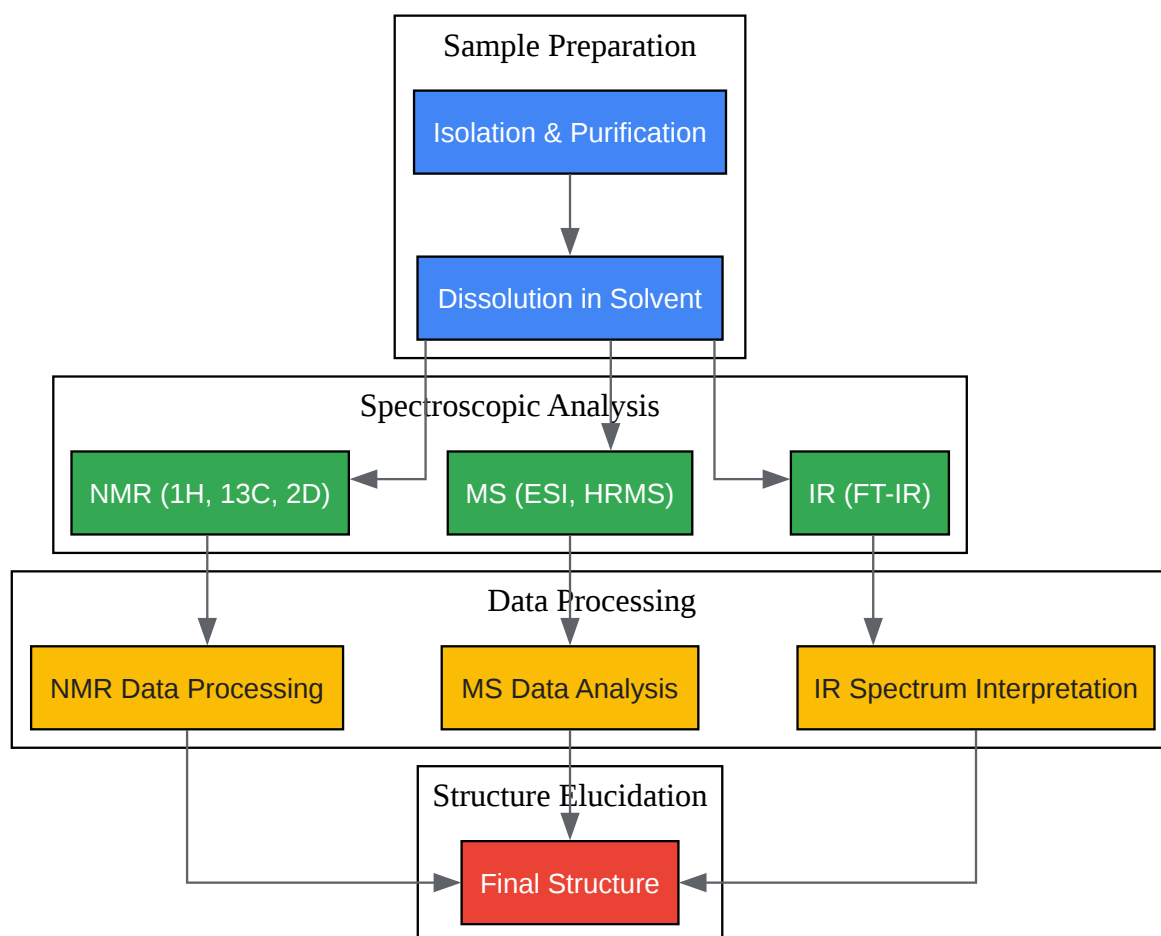 Sample Preparation
Isolation & Purification
Dissolution in Solvent
Spectroscopic Analysis
NMR (1H, 13C, 2D)
MS (ESI, HRMS)
IR (FT-IR)
Data Processing
NMR Data Processing
MS Data Analysis
IR Spectrum Interpretation
Structure Elucidation
Final Structure